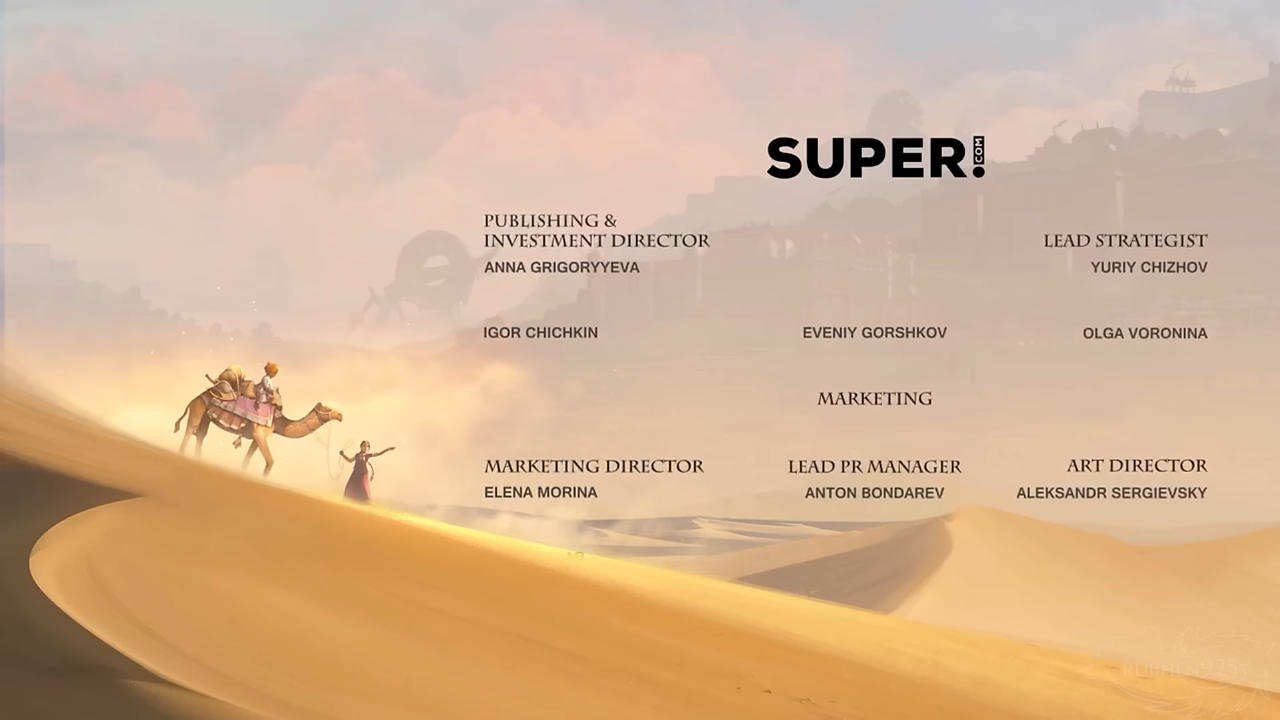 SUPER!COM
PUBLISHING &
INVESTMENT DIRECTOR
ANNA GRIGORYYEVA
LEAD STRATEGIST
YURIY CHIZHOV
IGOR CHICHKIN
EVENIY GORSHKOV
OLGA VORONINA
MARKETING
MARKETING DIRECTOR
ELENA MORINA
LEAD PR MANAGER
ANTON BONDAREV
ART DIRECTOR
ALEKSANDR SERGIEVSKY